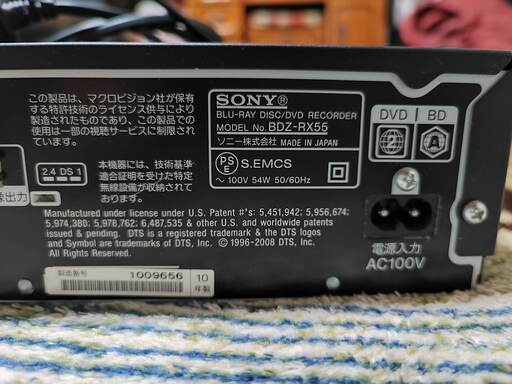 この製品は、マクロビジョン社が保有
する特許技術のライセンス供与により
製造されたものであり、この製品での
使用は一部の視聴サービスに制限され
ています。
本機器には、技術基準
適合証明を受けた特定
無線設備が構成されて
おります。
2.4 DS 1
出力
SONY®
BLU-RAY DISC/DVD RECORDER
MODEL No. BDZ-RX55
ソニー株式会社 MADE IN JAPAN
PS
E
S.EMCS
~ 100V 54W 50/60Hz
DVD BD
2
A
Manufactured under license under U.S. Patent #'s: 5,451,942; 5,956,674;
5,974,380; 5,978,762; 6,487,535 & other U.S. and worldwide patents
issued & pending. DTS is a registered trademark & the DTS logos
and Symbol are trademarks of DTS, Inc. © 1996-2008 DTS, Inc.
All Rights Reserved.
電源入力
AC100V
製造番号 1009656 10
年製